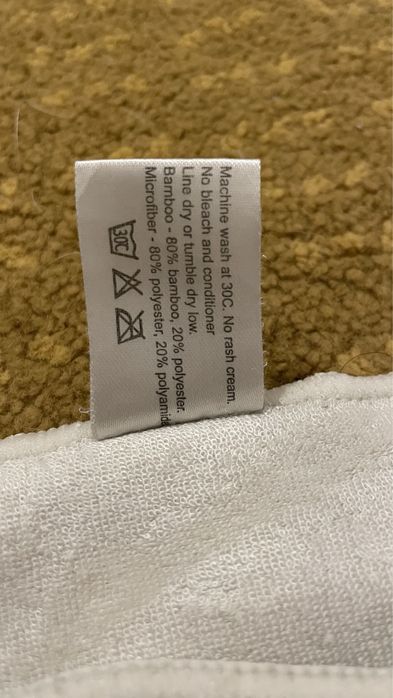 Machine wash at 30C. No rash cream.
No bleach and conditioner
Line dry or tumble dry low.
Bamboo - 80% bamboo, 20% polyester.
Microfiber - 80% polyester, 20% polyamide
30C